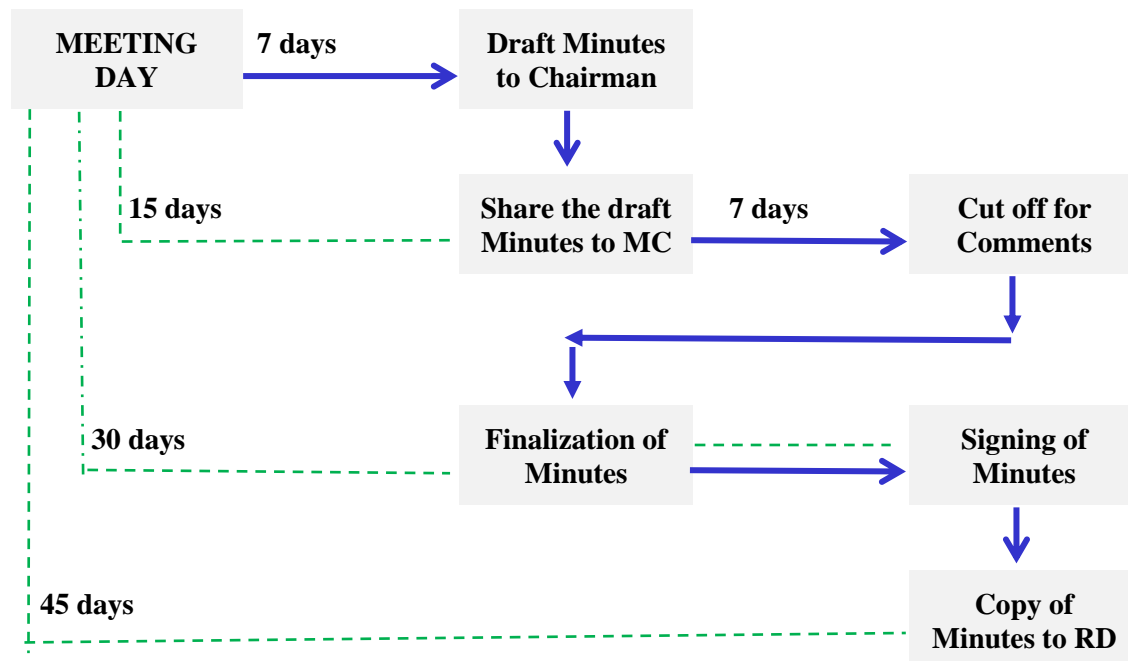 MEETING
DAY
7 days
Draft Minutes
to Chairman
15 days
Share the draft
Minutes to MC
7 days
Cut off for
Comments
30 days
Finalization of
Minutes
Signing of
Minutes
45 days
Copy of
Minutes to RD